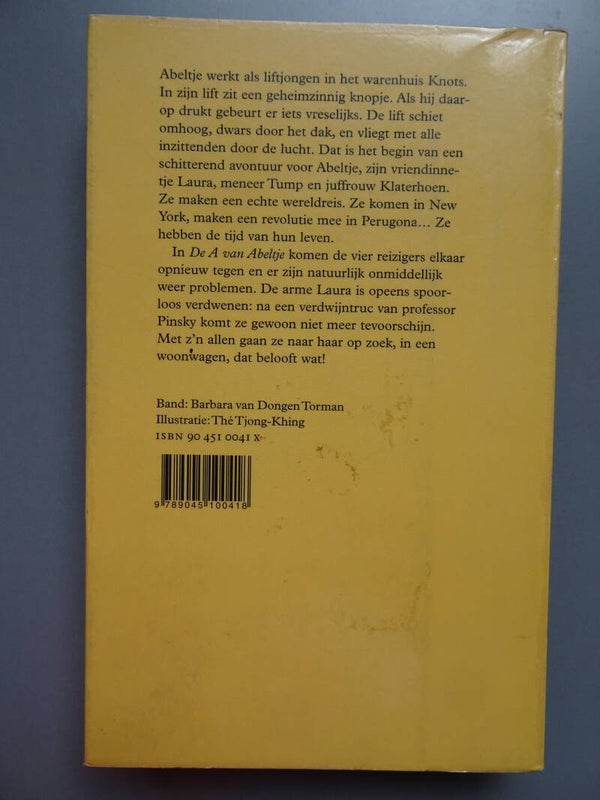 Abeltje werkt als liftjongen in het warenhuis Knots.
In zijn lift zit een geheimzinnig knopje. Als hij daar-
op drukt gebeurt er iets vreselijks. De lift schiet
omhoog, dwars door het dak, en vliegt met alle
inzittenden door de lucht. Dat is het begin van een
schitterend avontuur voor Abeltje, zijn vriendinne-
tje Laura, meneer Tump en juffrouw Klaterhoen.
Ze maken een echte wereldreis. Ze komen in New
York, maken een revolutie mee in Perugona... Ze
hebben de tijd van hun leven.
In De A van Abeltje komen de vier reizigers elkaar
opnieuw tegen en er zijn natuurlijk onmiddellijk
weer problemen. De arme Laura is opeens spoor-
loos verdwenen: na een verdwijntruc van professor
Pinsky komt ze gewoon niet meer tevoorschijn.
Met z'n allen gaan ze naar haar op zoek, in een
woonwagen, dat belooft wat!
Band: Barbara van Dongen Torman
Illustratie: Thé Tjong-Khing
ISBN 90 451 0041 X
9 789045 100418